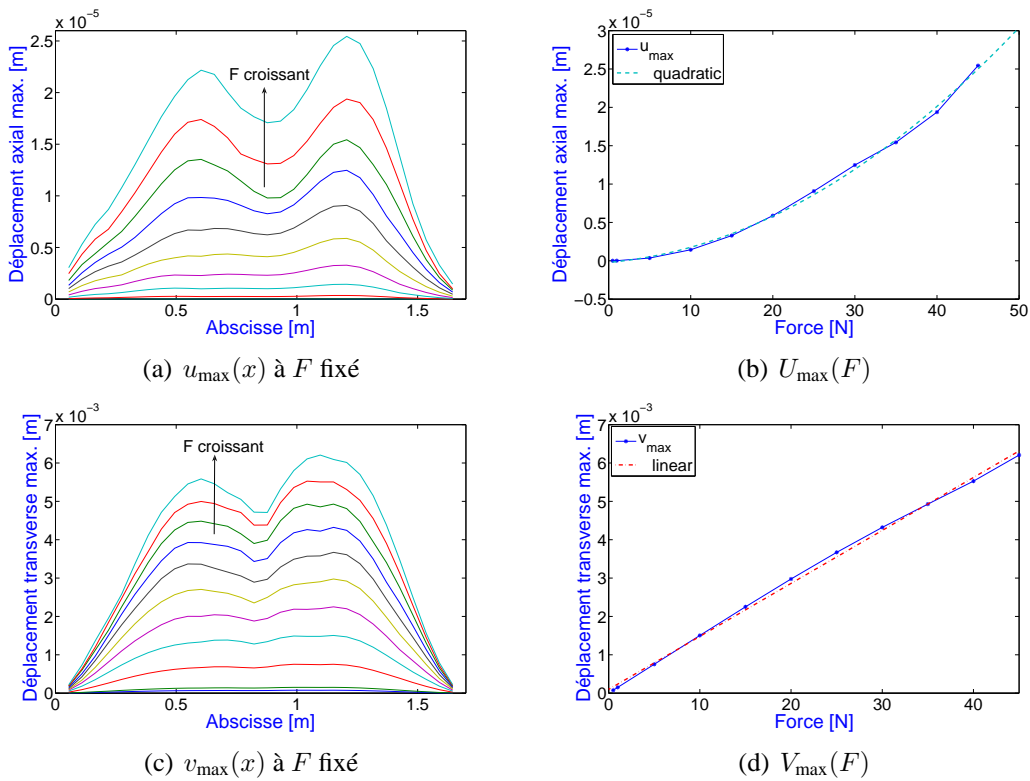 x 10⁻⁵
2.5
2
1.5
1
0.5
0
0 0.5 1 1.5
F croissant
Déplacement axial max. [m]
Abscisse [m]
(a) u_max(x) à F fixé
x 10⁻⁵
3
2.5
2
1.5
1
0.5
0
−0.5
0 10 20 30 40 50
u_max
quadratic
Déplacement axial max. [m]
Force [N]
(b) U_max(F)
x 10⁻³
7
6
5
4
3
2
1
0
0 0.5 1 1.5
F croissant
Déplacement transverse max. [m]
Abscisse [m]
(c) v_max(x) à F fixé
x 10⁻³
7
6
5
4
3
2
1
0
0 10 20 30 40
v_max
linear
Déplacement transverse max. [m]
Force [N]
(d) V_max(F)